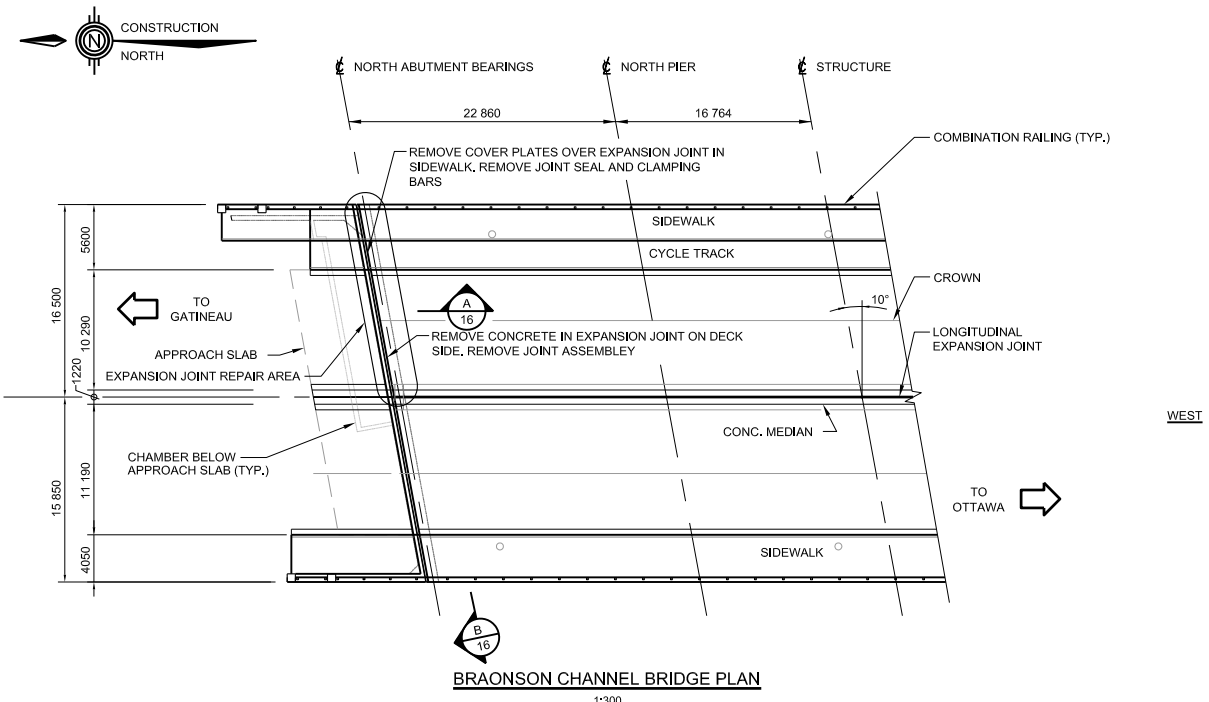 CONSTRUCTION
N
NORTH
℄ NORTH ABUTMENT BEARINGS
℄ NORTH PIER
℄ STRUCTURE
22 860
16 764
COMBINATION RAILING (TYP.)
REMOVE COVER PLATES OVER EXPANSION JOINT IN
SIDEWALK. REMOVE JOINT SEAL AND CLAMPING
BARS
SIDEWALK
CYCLE TRACK
5600
16 500
10 290
1220
TO
GATINEAU
A
16
10°
CROWN
REMOVE CONCRETE IN EXPANSION JOINT ON DECK
SIDE. REMOVE JOINT ASSEMBLEY
LONGITUDINAL
EXPANSION JOINT
APPROACH SLAB
EXPANSION JOINT REPAIR AREA
WEST
CONC. MEDIAN
CHAMBER BELOW
APPROACH SLAB (TYP.)
15 850
11 190
4050
TO
OTTAWA
SIDEWALK
B
16
BRAONSON CHANNEL BRIDGE PLAN
1:300